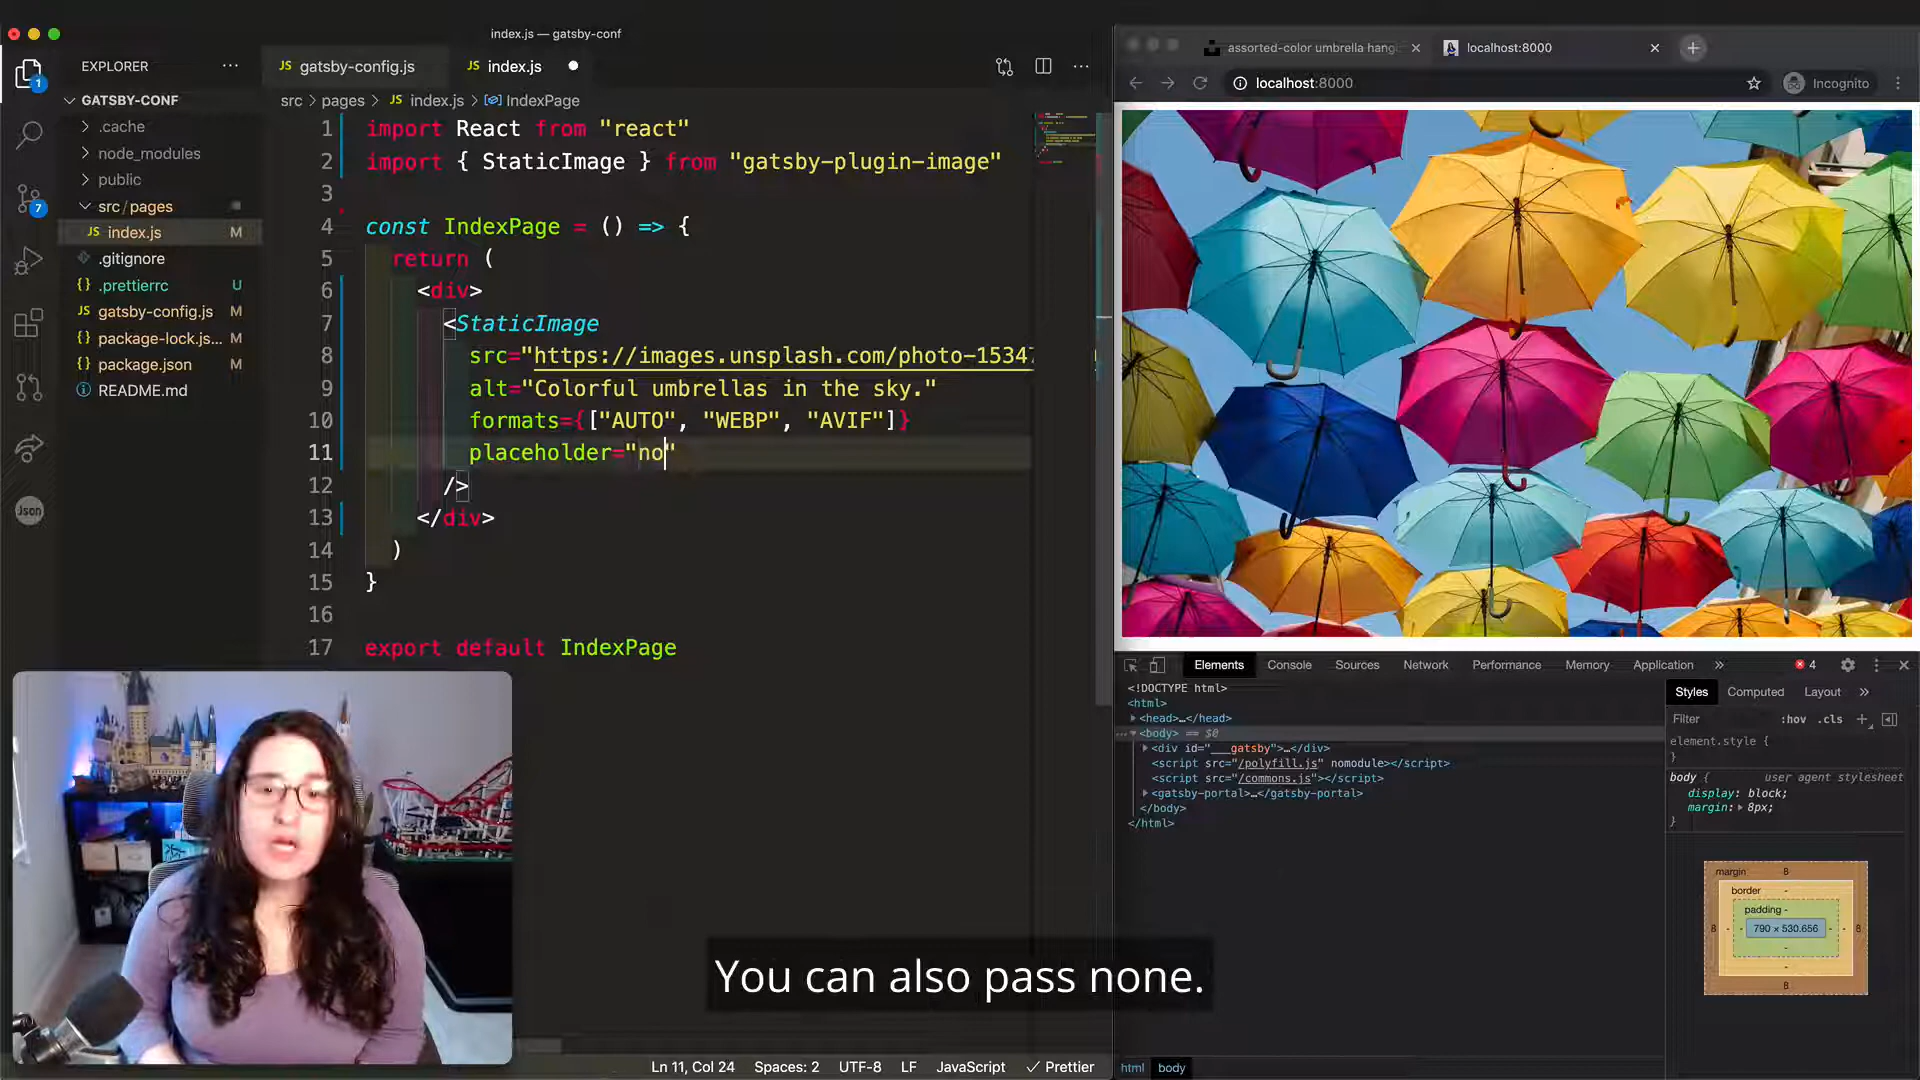 index.js — gatsby-conf
EXPLORER
1
GATSBY-CONF
.cache
node_modules
public
src/pages
7
JS index.js M
.gitignore
{} .prettierrc U
JS gatsby-config.js M
{} package-lock.js... M
{} package.json M
README.md
Json
JS gatsby-config.js
JS index.js
src > pages > JS index.js > IndexPage
1 import React from "react"
2 import { StaticImage } from "gatsby-plugin-image"
3
4 const IndexPage = () => {
5 return (
6 <div>
7 <StaticImage
8 src="https://images.unsplash.com/photo-15347
9 alt="Colorful umbrellas in the sky."
10 formats={["AUTO", "WEBP", "AVIF"]}
11 placeholder="no"
12 />
13 </div>
14 )
15 }
16
17 export default IndexPage
Ln 11, Col 24 Spaces: 2 UTF-8 LF JavaScript Prettier
assorted-color umbrella hangi
localhost:8000
localhost:8000
Incognito
Elements Console Sources Network Performance Memory Application » 4
<!DOCTYPE html>
<html>
<head>…</head>
<body> == $0
<div id="___gatsby">…</div>
<script src="/polyfill.js" nomodule></script>
<script src="/commons.js"></script>
<gatsby-portal>…</gatsby-portal>
</body>
</html>
html body
Styles Computed Layout »
Filter :hov .cls +
element.style {
}
body { user agent stylesheet
display: block;
margin: 8px;
}
margin 8
border -
padding -
8 - - 790 × 530.656 - - 8
-
-
8
You can also pass none.